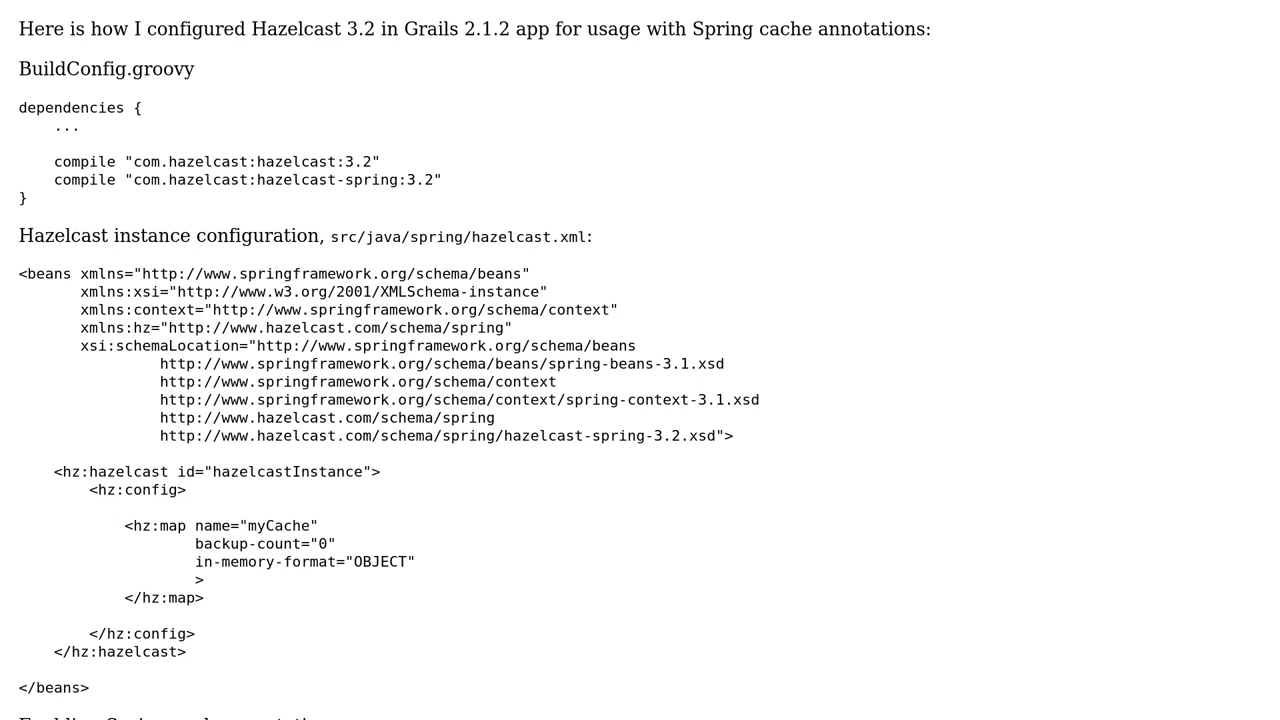 Here is how I configured Hazelcast 3.2 in Grails 2.1.2 app for usage with Spring cache annotations:
BuildConfig.groovy
dependencies {
    ...
    compile "com.hazelcast:hazelcast:3.2"
    compile "com.hazelcast:hazelcast-spring:3.2"
}
Hazelcast instance configuration, src/java/spring/hazelcast.xml:
<beans xmlns="http://www.springframework.org/schema/beans"
       xmlns:xsi="http://www.w3.org/2001/XMLSchema-instance"
       xmlns:context="http://www.springframework.org/schema/context"
       xmlns:hz="http://www.hazelcast.com/schema/spring"
       xsi:schemaLocation="http://www.springframework.org/schema/beans
                http://www.springframework.org/schema/beans/spring-beans-3.1.xsd
                http://www.springframework.org/schema/context
                http://www.springframework.org/schema/context/spring-context-3.1.xsd
                http://www.hazelcast.com/schema/spring
                http://www.hazelcast.com/schema/spring/hazelcast-spring-3.2.xsd">
    <hz:hazelcast id="hazelcastInstance">
        <hz:config>
            <hz:map name="myCache"
                    backup-count="0"
                    in-memory-format="OBJECT"
                    >
            </hz:map>
        </hz:config>
    </hz:hazelcast>
</beans>